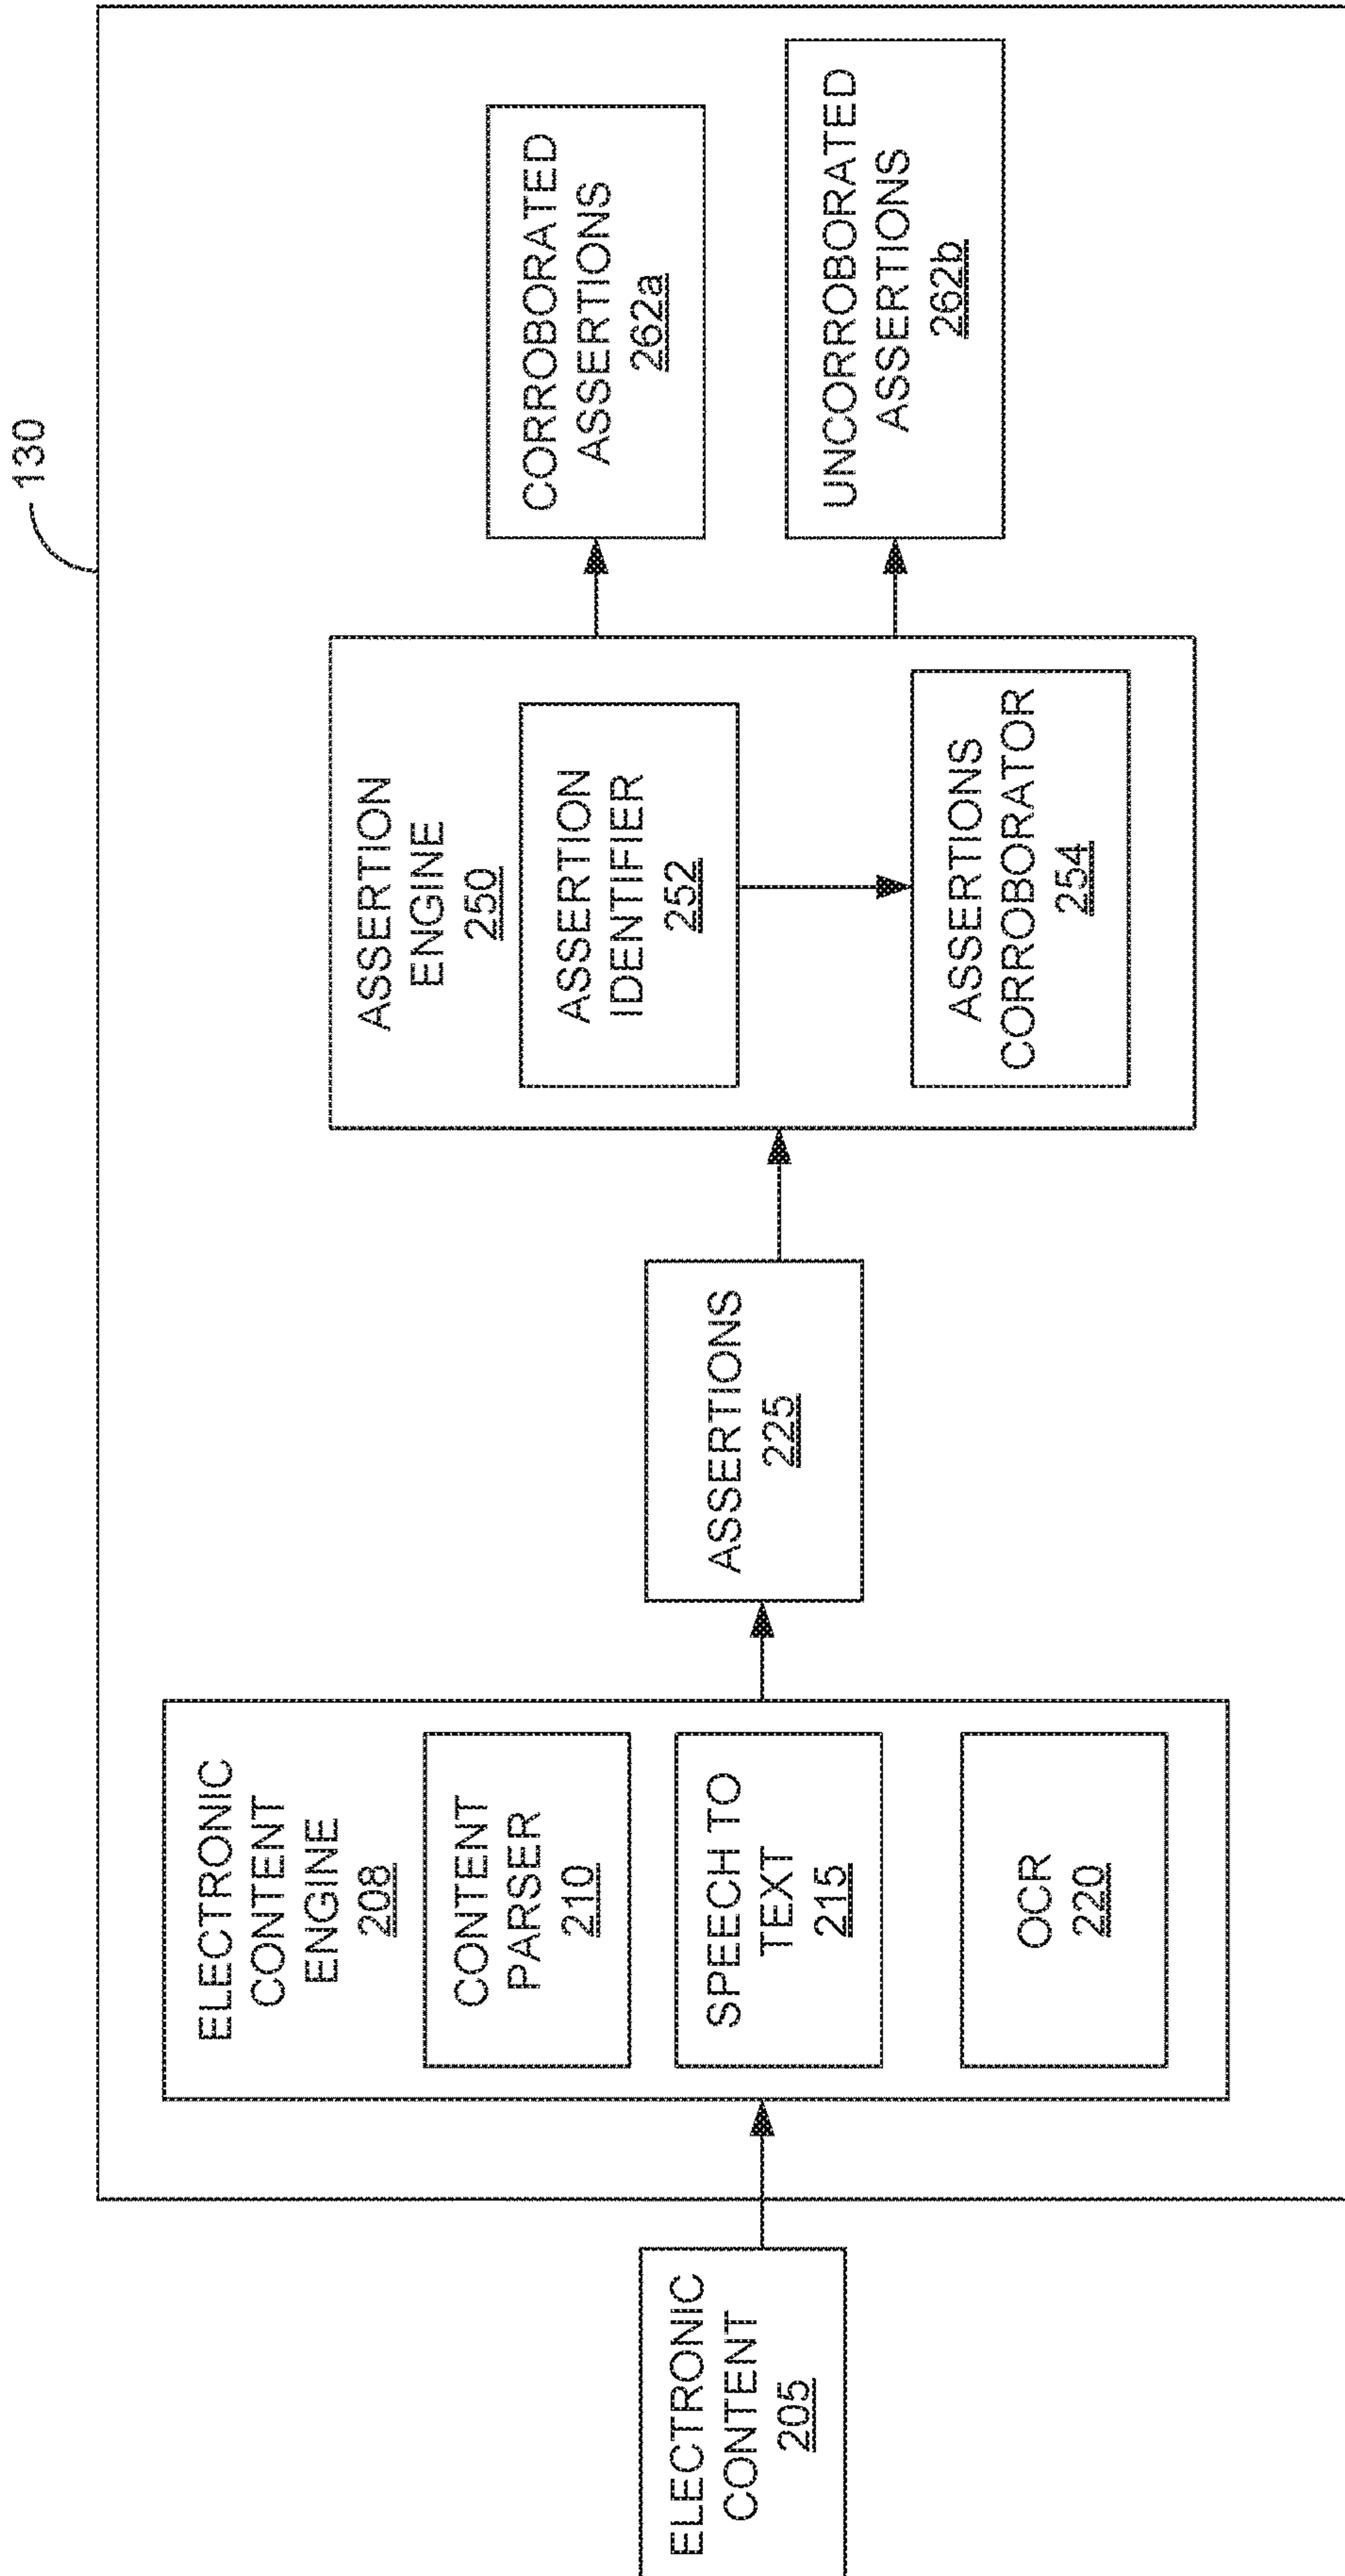 130
ELECTRONIC
CONTENT
205
ELECTRONIC
CONTENT
ENGINE
208
CONTENT
PARSER
210
SPEECH TO
TEXT
215
OCR
220
ASSERTIONS
225
ASSERTION
ENGINE
250
ASSERTION
IDENTIFIER
252
ASSERTIONS
CORROBORATOR
254
CORROBORATED
ASSERTIONS
262a
UNCORROBORATED
ASSERTIONS
262b